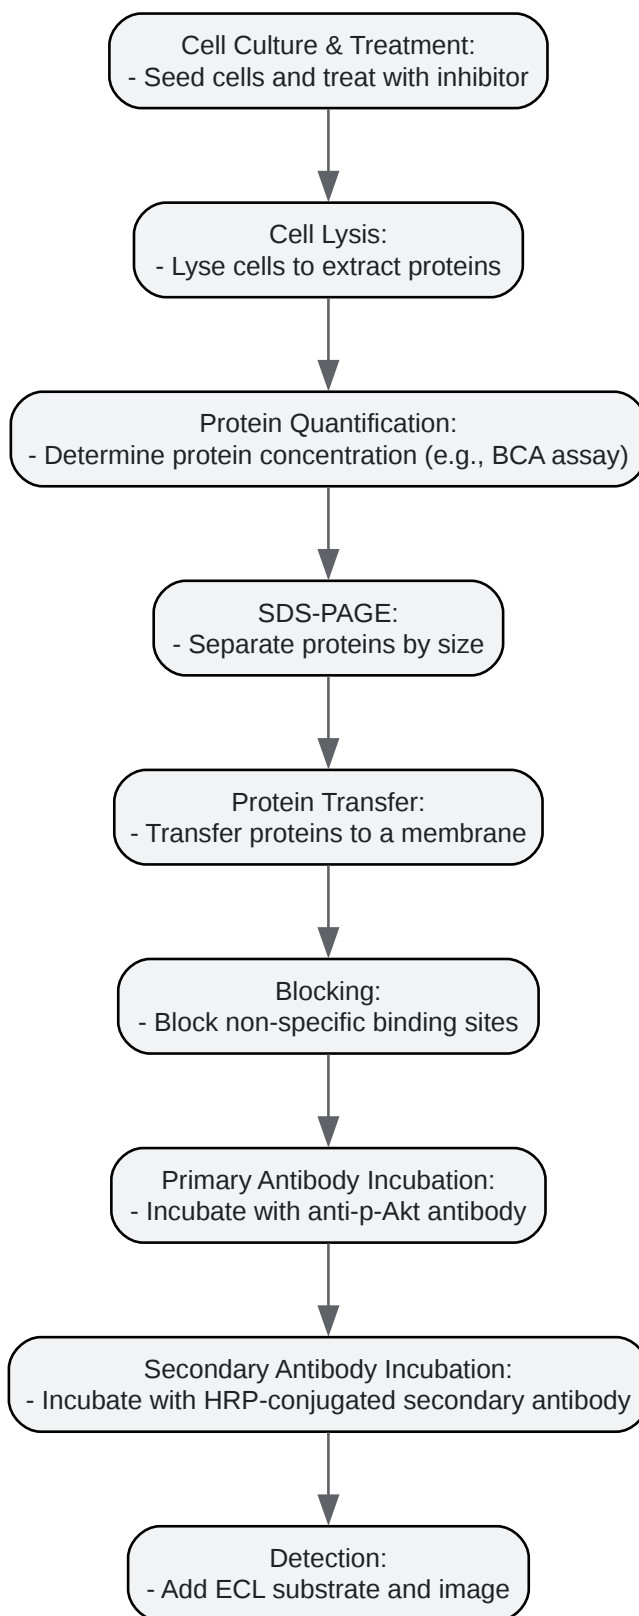 Cell Culture & Treatment:
- Seed cells and treat with inhibitor
Cell Lysis:
- Lyse cells to extract proteins
Protein Quantification:
- Determine protein concentration (e.g., BCA assay)
SDS-PAGE:
- Separate proteins by size
Protein Transfer:
- Transfer proteins to a membrane
Blocking:
- Block non-specific binding sites
Primary Antibody Incubation:
- Incubate with anti-p-Akt antibody
Secondary Antibody Incubation:
- Incubate with HRP-conjugated secondary antibody
Detection:
- Add ECL substrate and image